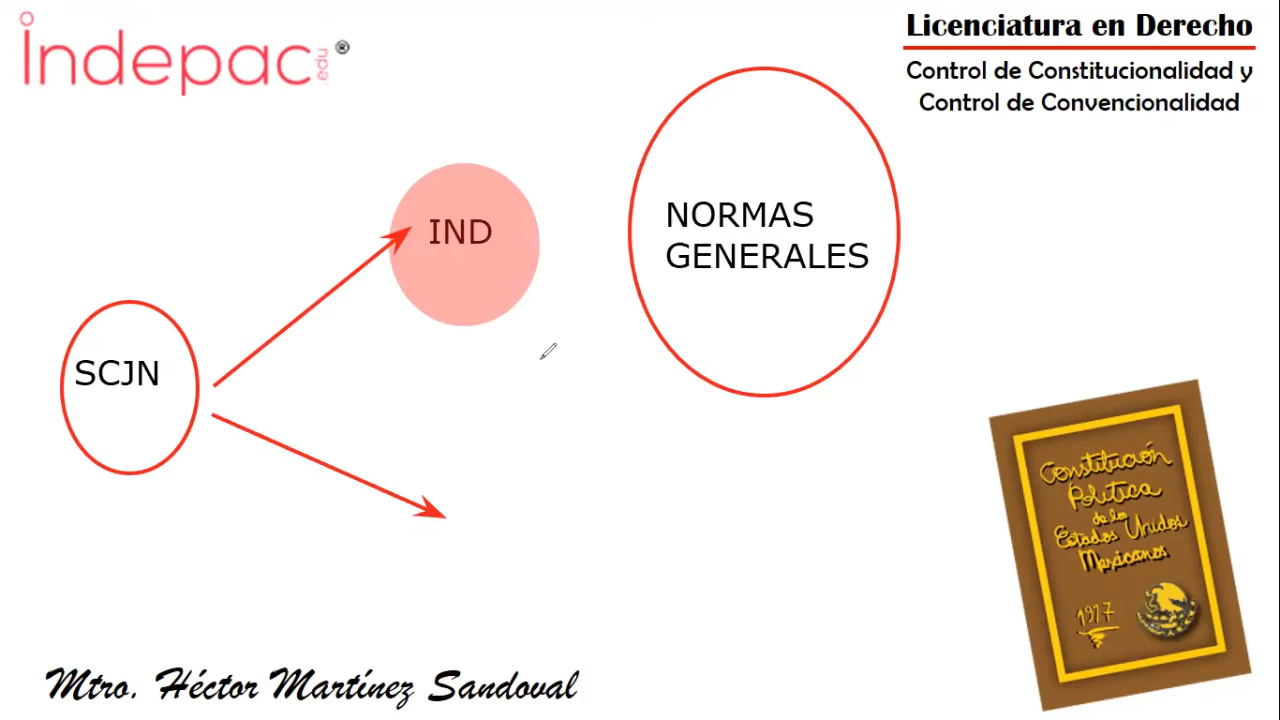 Indepac
edu
®
Licenciatura en Derecho
Control de Constitucionalidad y
Control de Convencionalidad
IND
NORMAS
GENERALES
SCJN
Constitución
Política
de los
Estados Unidos
Mexicanos
1917
Mtro. Héctor Martínez Sandoval